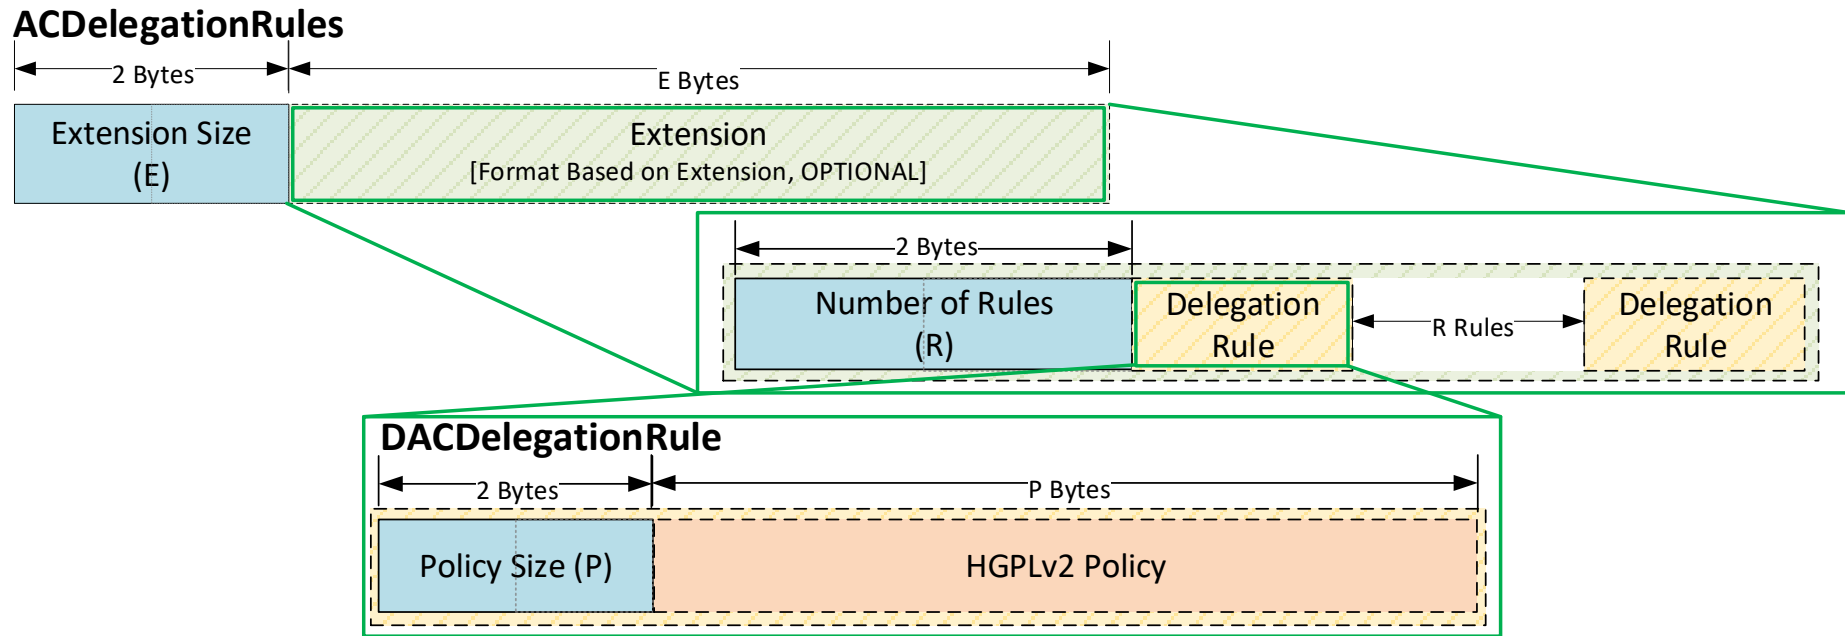 ACDelegationRules
2 Bytes
E Bytes
Extension Size
(E)
Extension
[Format Based on Extension, OPTIONAL]
2 Bytes
Number of Rules
(R)
Delegation
Rule
R Rules
Delegation
Rule
DACDelegationRule
2 Bytes
P Bytes
Policy Size (P)
HGPLv2 Policy